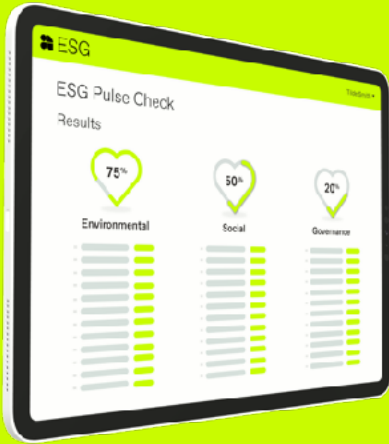 ESG
ESG Pulse Check
Results
75%
50%
20%
Environmental
Social
Governance